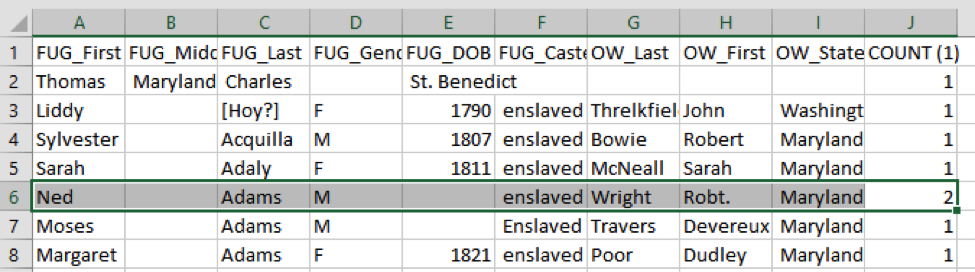 A B C D E F G H I J
1 FUG_First FUG_Midd FUG_Last FUG_Gend FUG_DOB FUG_Caste OW_Last OW_First OW_State COUNT (1)
2 Thomas Maryland Charles St. Benedict 1
3 Liddy [Hoy?] F 1790 enslaved Threlkfiel John Washingt 1
4 Sylvester Acquilla M 1807 enslaved Bowie Robert Maryland 1
5 Sarah Adaly F 1811 enslaved McNeall Sarah Maryland 1
6 Ned Adams M enslaved Wright Robt. Maryland 2
7 Moses Adams M Enslaved Travers Devereux Maryland 1
8 Margaret Adams F 1821 enslaved Poor Dudley Maryland 1